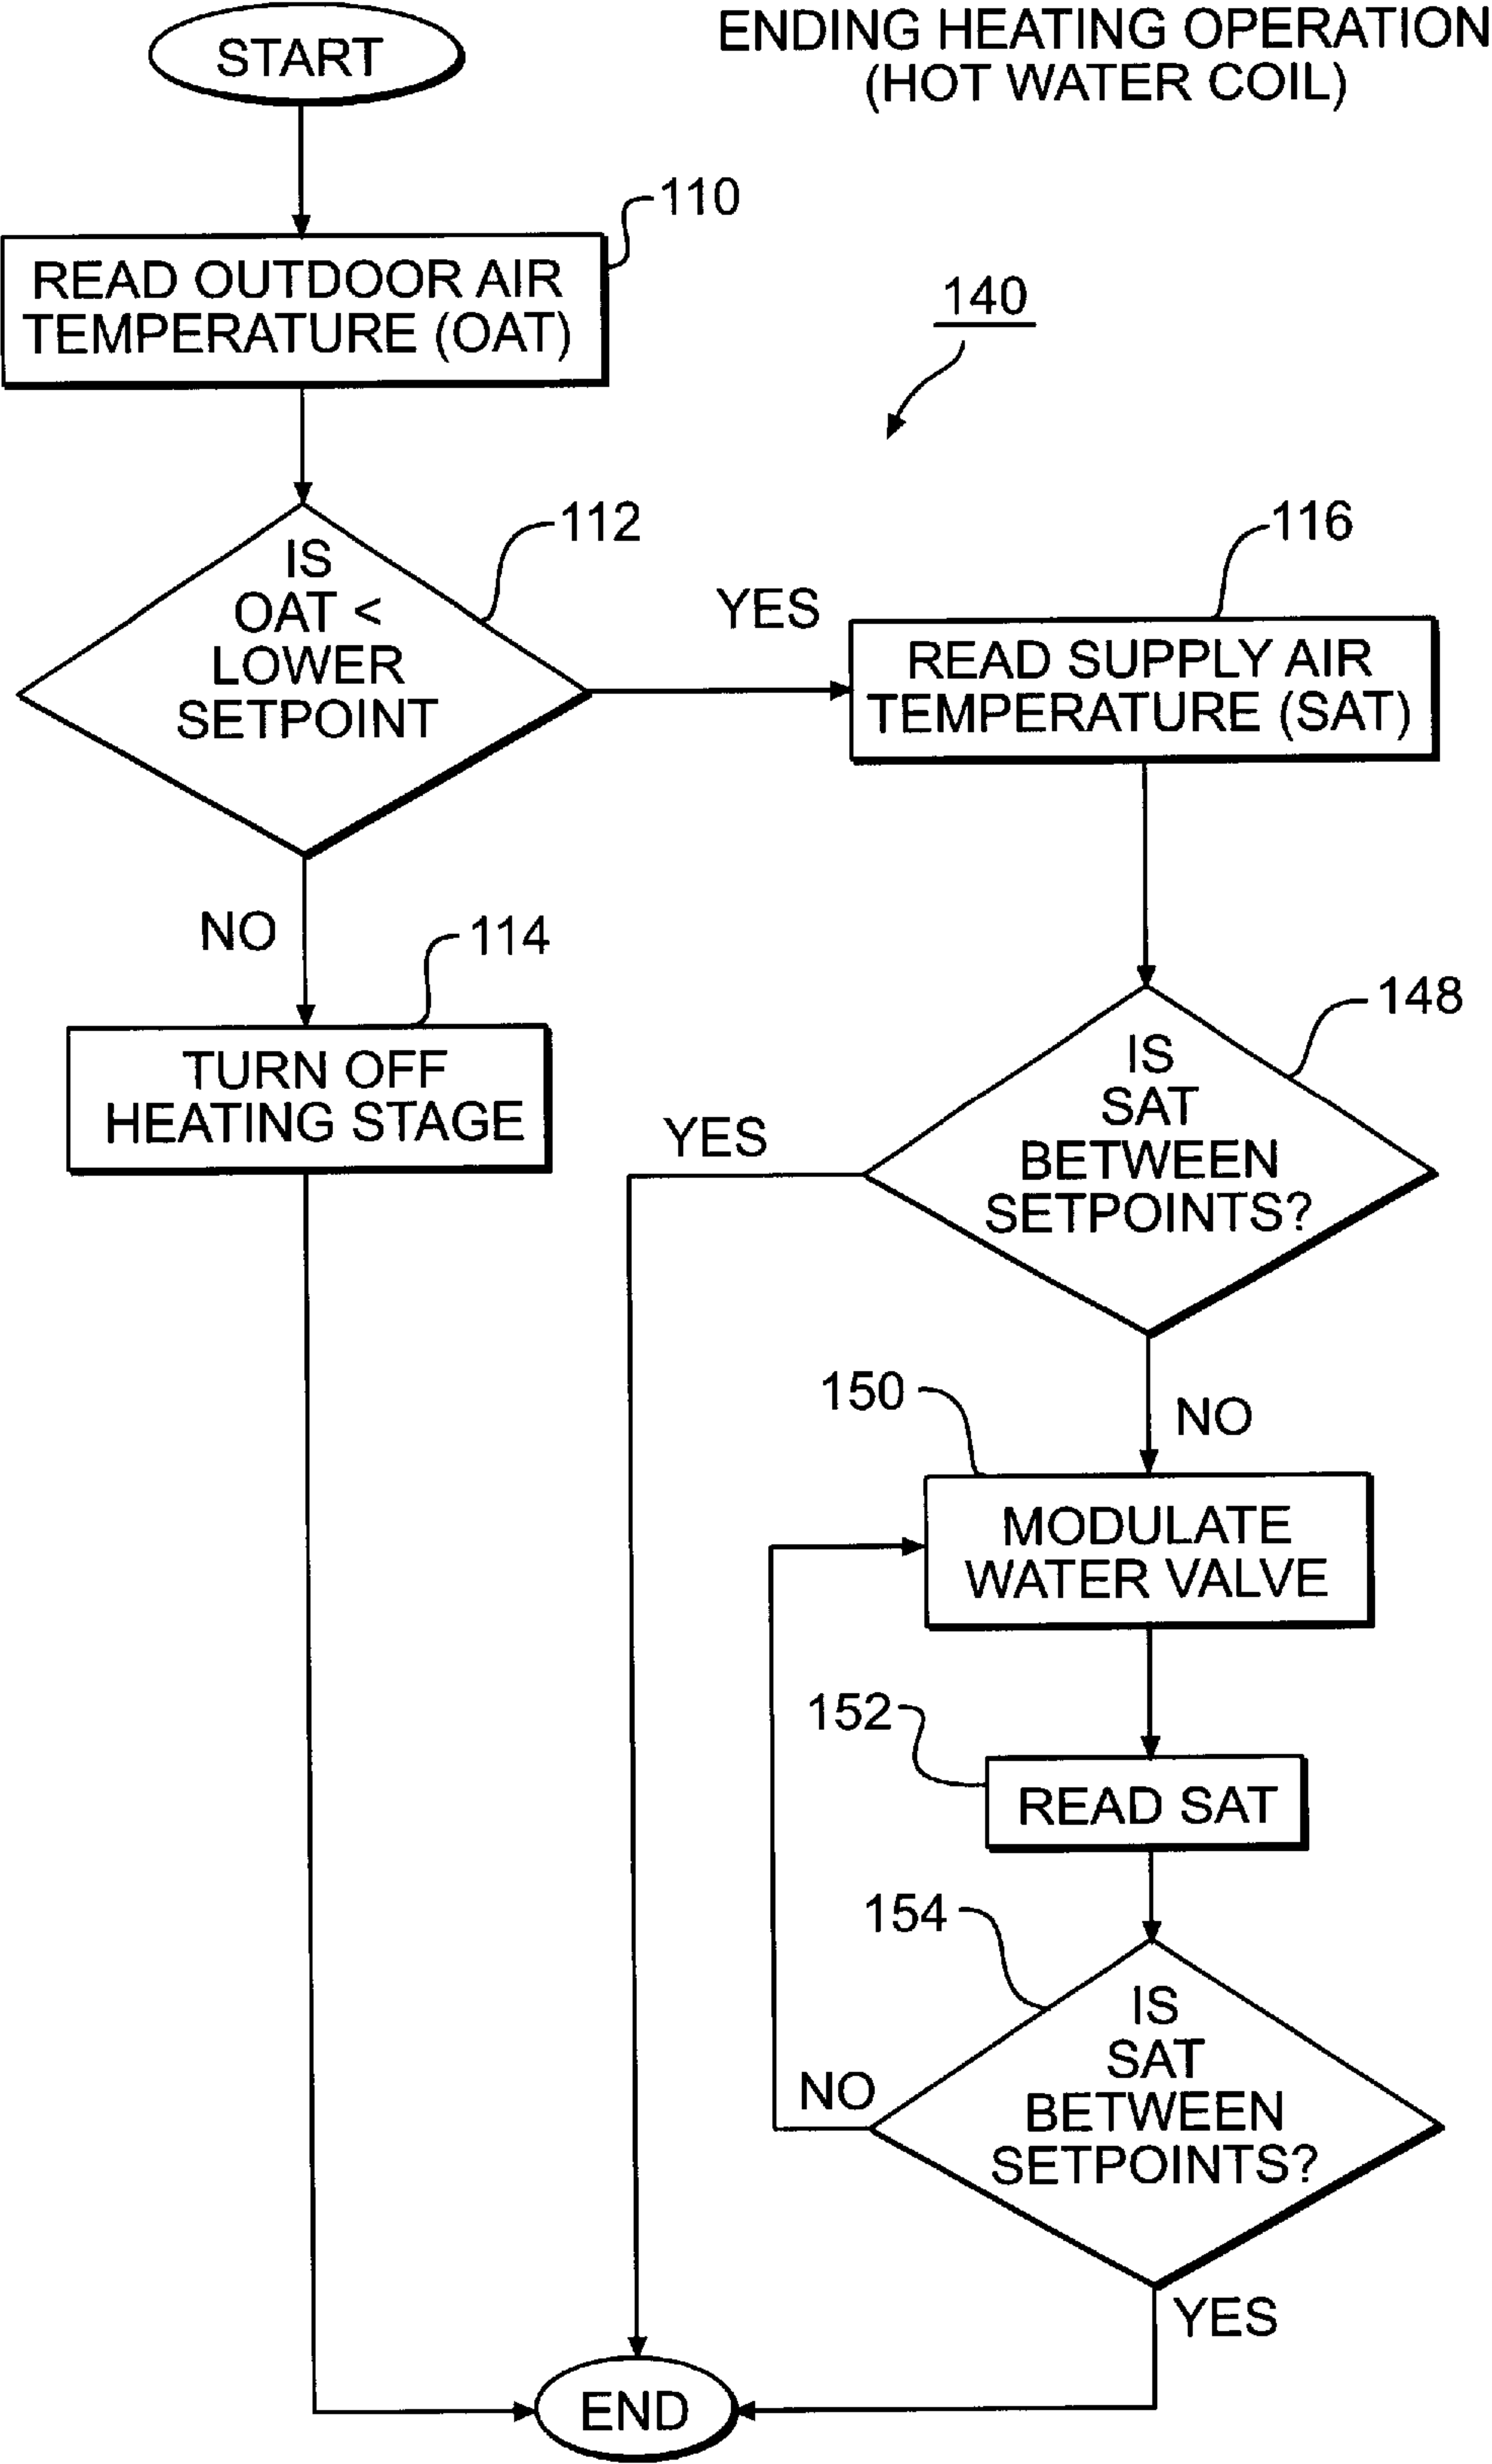 ENDING HEATING OPERATION
(HOT WATER COIL)
START
110
READ OUTDOOR AIR
TEMPERATURE (OAT)
140
112
IS
OAT <
LOWER
SETPOINT
YES
116
READ SUPPLY AIR
TEMPERATURE (SAT)
NO
114
TURN OFF
HEATING STAGE
148
IS
SAT
BETWEEN
SETPOINTS?
YES
NO
150
MODULATE
WATER VALVE
152
READ SAT
154
IS
SAT
BETWEEN
SETPOINTS?
NO
YES
END